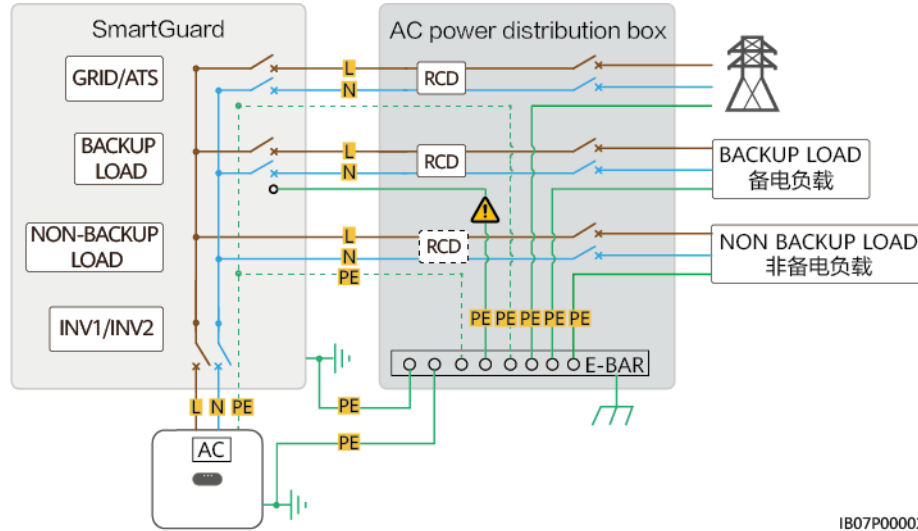 SmartGuard
AC power distribution box
GRID/ATS
L
N
RCD
BACKUP
LOAD
L
N
RCD
BACKUP LOAD
备电负载
NON-BACKUP
LOAD
L
N
PE
RCD
NON BACKUP LOAD
非备电负载
INV1/INV2
PE PE PE PE PE
E-BAR
L N PE
PE
PE
AC